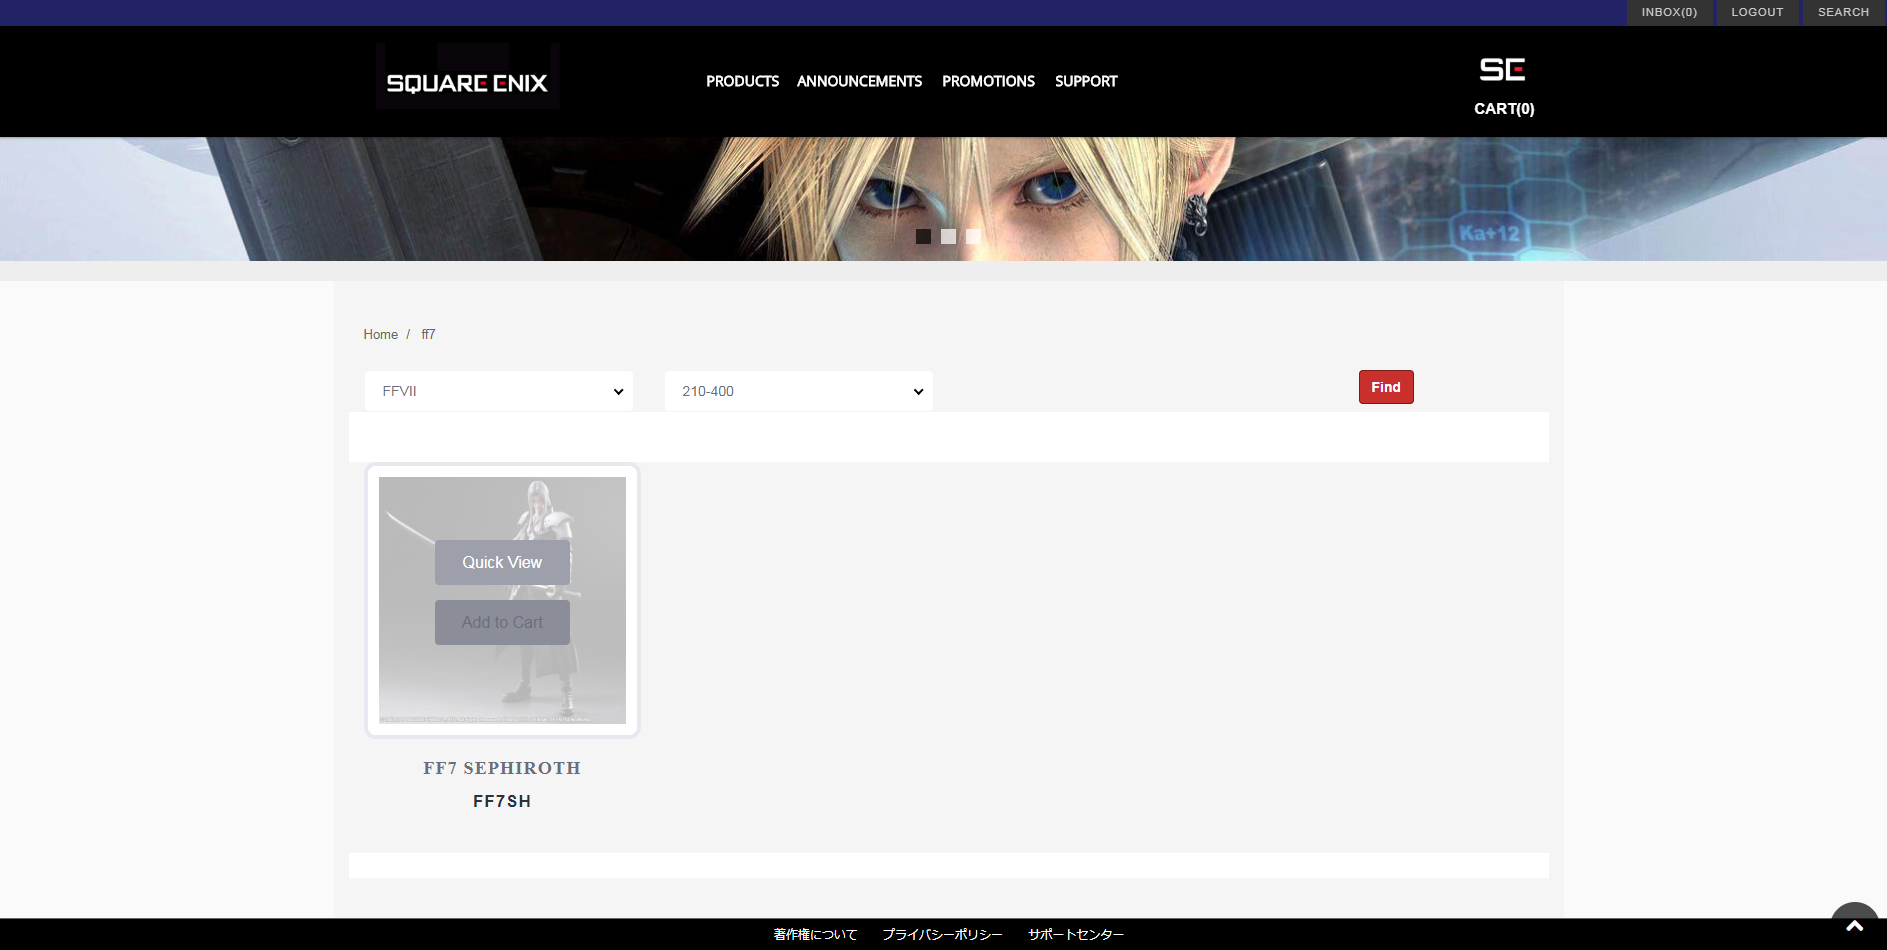 INBOX(0) LOGOUT SEARCH
SQUARE ENIX
PRODUCTS ANNOUNCEMENTS PROMOTIONS SUPPORT
SE
CART(0)
Ka+12
Home / ff7
FFVII 210-400 Find
Quick View
Add to Cart
FF7 SEPHIROTH
FF7SH
著作権について プライバシーポリシー サポートセンター